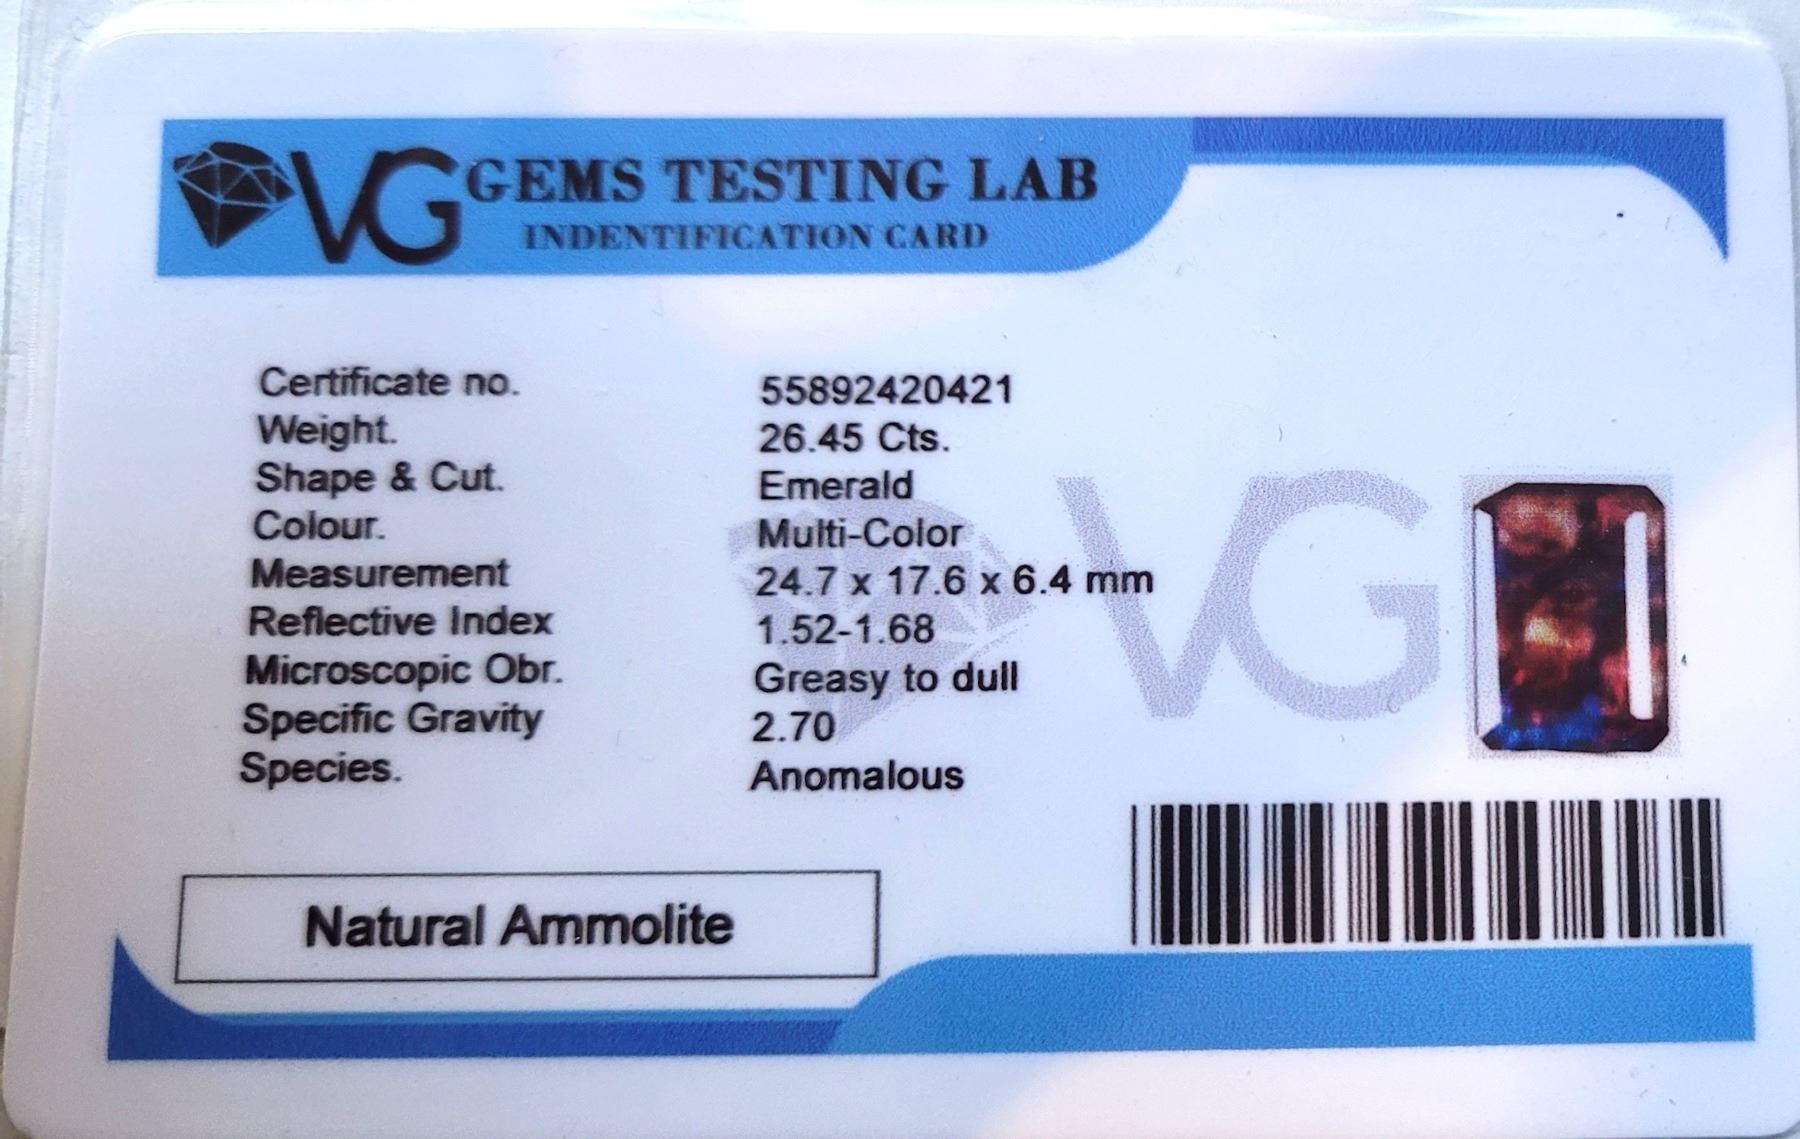 VG GEMS TESTING LAB
INDENTIFICATION CARD
Certificate no. 55892420421
Weight. 26.45 Cts.
Shape & Cut. Emerald
Colour. Multi-Color
Measurement 24.7 x 17.6 x 6.4 mm
Reflective Index 1.52-1.68
Microscopic Obr. Greasy to dull
Specific Gravity 2.70
Species. Anomalous
VG
Natural Ammolite